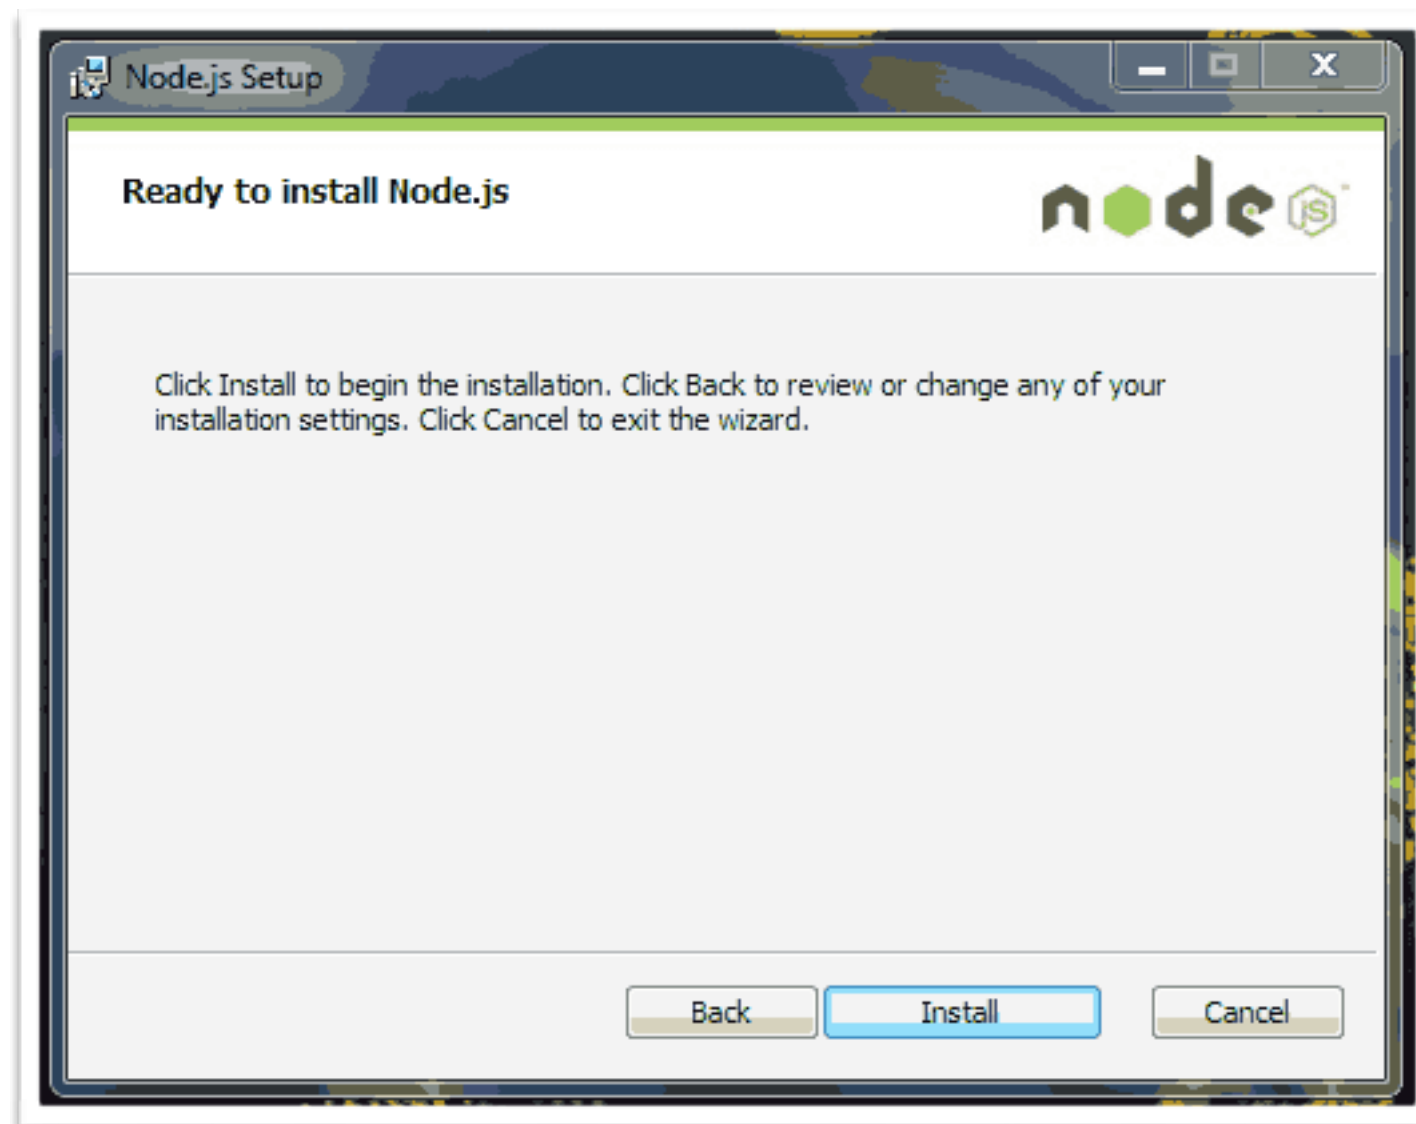 Node.js Setup
Ready to install Node.js
node JS
Click Install to begin the installation. Click Back to review or change any of your
installation settings. Click Cancel to exit the wizard.
Back Install Cancel